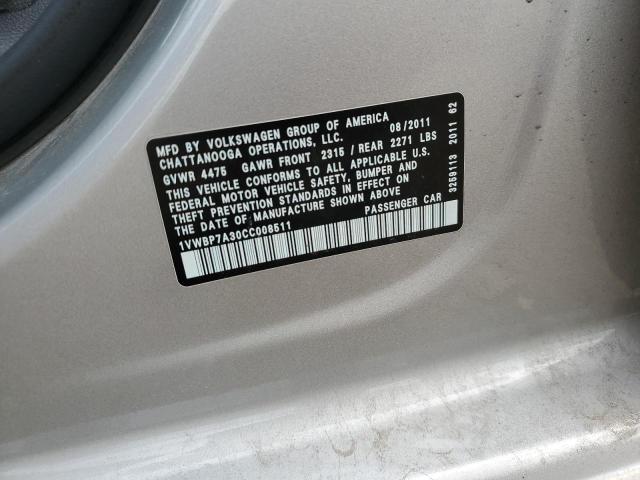 MFD BY VOLKSWAGEN GROUP OF AMERICA
CHATTANOOGA OPERATIONS, LLC. 08/2011
GVWR 4475 GAWR FRONT 2315 / REAR 2271 LBS
THIS VEHICLE CONFORMS TO ALL APPLICABLE U.S.
FEDERAL MOTOR VEHICLE SAFETY, BUMPER AND
THEFT PREVENTION STANDARDS IN EFFECT ON
THE DATE OF MANUFACTURE SHOWN ABOVE
1VWBP7A30CC008511 PASSENGER CAR
3259113 2011 62